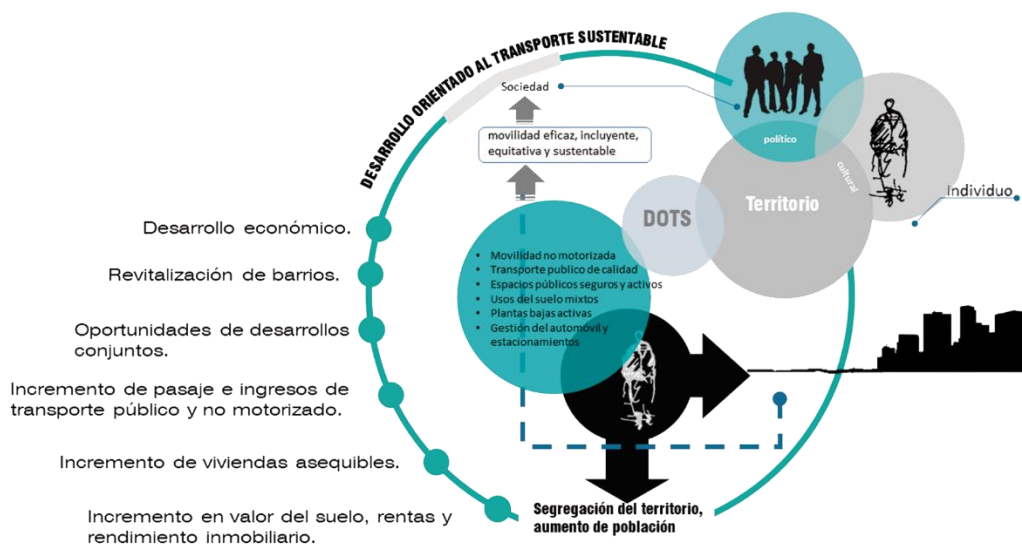 DESARROLLO ORIENTADO AL TRANSPORTE SUSTENTABLE
Sociedad
movilidad eficaz, incluyente,
equitativa y sustentable
político
cultural
Individuo
Territorio
DOTS
• Movilidad no motorizada
• Transporte publico de calidad
• Espacios públicos seguros y activos
• Usos del suelo mixtos
• Plantas bajas activas
• Gestión del automóvil y
estacionamientos
Desarrollo económico.
Revitalización de barrios.
Oportunidades de desarrollos
conjuntos.
Incremento de pasaje e ingresos de
transporte público y no motorizado.
Incremento de viviendas asequibles.
Incremento en valor del suelo, rentas y
rendimiento inmobiliario.
Segregación del territorio,
aumento de población